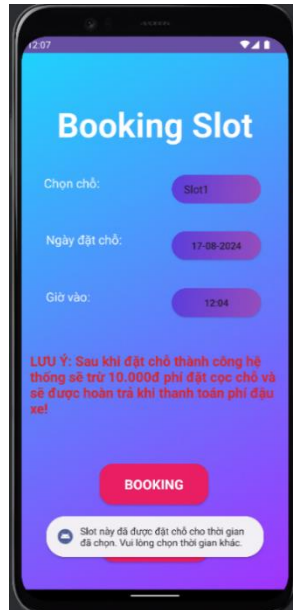 12:07
Booking Slot
Chọn chỗ:
Slot1
Ngày đặt chỗ:
17-08-2024
Giờ vào:
12:04
LƯU Ý: Sau khi đặt chỗ thành công hệ
thống sẽ trừ 10.000đ phí đặt cọc chỗ và
sẽ được hoàn trả khi thanh toán phí đậu
xe!
BOOKING
Slot này đã được đặt chỗ cho thời gian
đã chọn. Vui lòng chọn thời gian khác.